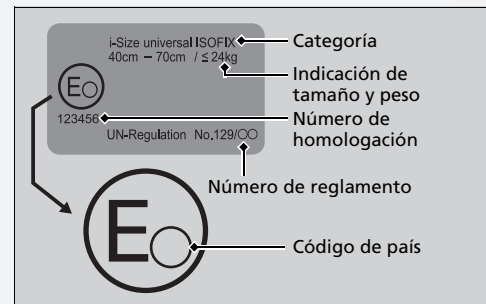 i-Size universal ISOFIX
40cm – 70cm / ≤ 24kg
E
123456
UN-Regulation No.129/○○
Categoría
Indicación de
tamaño y peso
Número de
homologación
Número de reglamento
E
Código de país